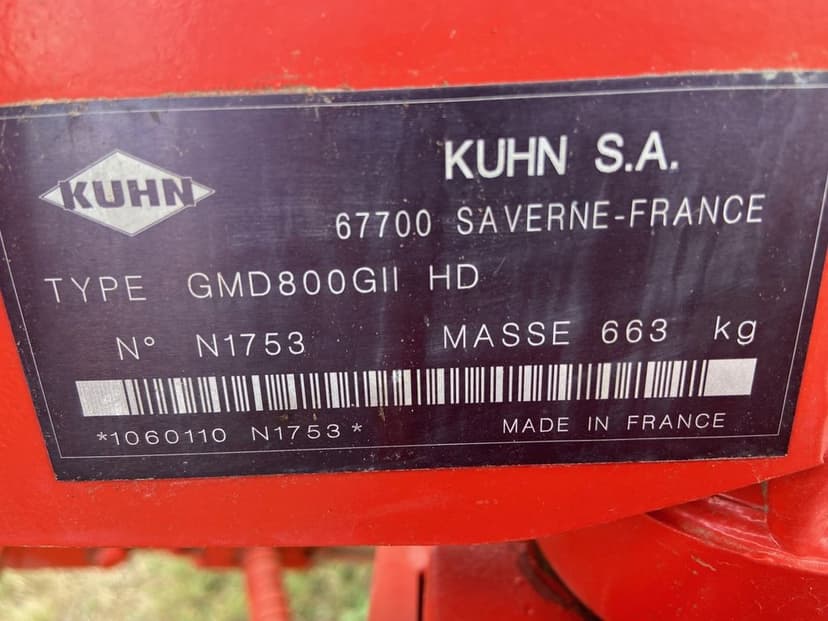 KUHN
KUHN S.A.
67700 SAVERNE-FRANCE
TYPE GMD800GII HD
N° N1753 MASSE 663 kg
*1060110 N1753* MADE IN FRANCE